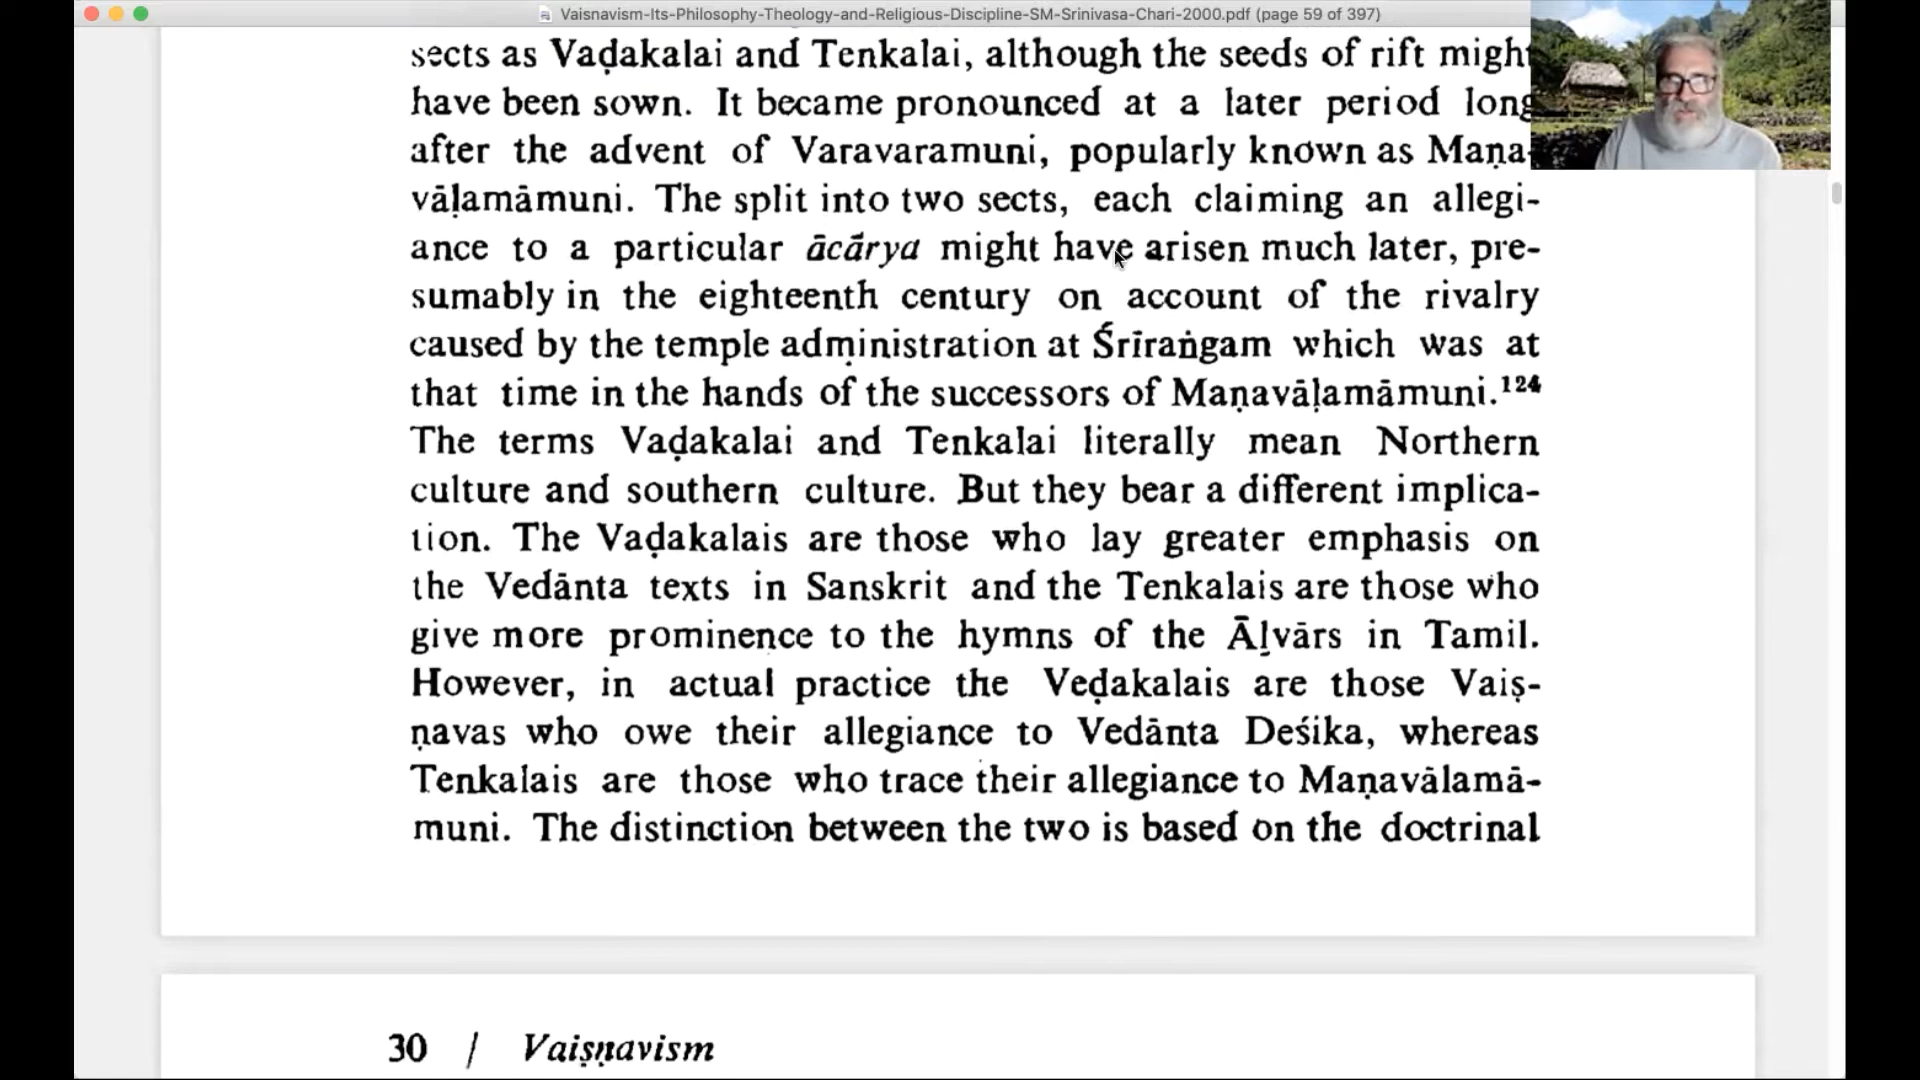 Vaisnavism-Its-Philosophy-Theology-and-Religious-Discipline-SM-Srinivasa-Chari-2000.pdf (page 59 of 397)
sects as Vaḍakalai and Tenkalai, although the seeds of rift might
have been sown. It became pronounced at a later period long
after the advent of Varavaramuni, popularly known as Maṇa-
vāḷamāmuni. The split into two sects, each claiming an allegi-
ance to a particular ācārya might have arisen much later, pre-
sumably in the eighteenth century on account of the rivalry
caused by the temple administration at Śrīraṅgam which was at
that time in the hands of the successors of Maṇavāḷamāmuni.¹²⁴
The terms Vaḍakalai and Tenkalai literally mean Northern
culture and southern culture. But they bear a different implica-
tion. The Vaḍakalais are those who lay greater emphasis on
the Vedānta texts in Sanskrit and the Tenkalais are those who
give more prominence to the hymns of the Āḻvārs in Tamil.
However, in actual practice the Veḍakalais are those Vaiṣ-
ṇavas who owe their allegiance to Vedānta Deśika, whereas
Tenkalais are those who trace their allegiance to Maṇavālamā-
muni. The distinction between the two is based on the doctrinal
30 / Vaiṣṇavism